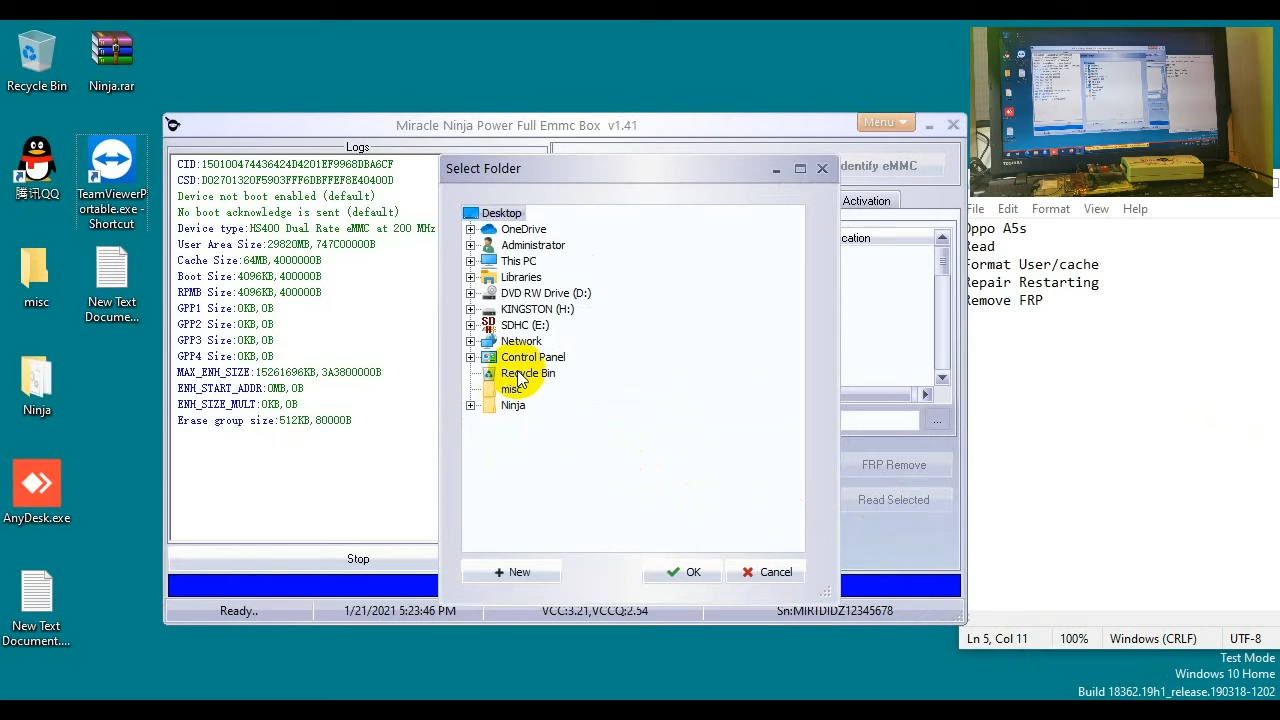 Recycle Bin
Ninja.rar
腾讯QQ
TeamViewerP
ortable.exe -
Shortcut
misc
New Text
Docume...
Ninja
AnyDesk.exe
New Text
Document....
Miracle Ninja Power Full Emmc Box v1.41
Menu
Logs
CSD:D02701320F5903FFF6DBFFEF8E40400D
Device not boot enabled (default)
No boot acknowledge is sent (default)
Device type:HS400 Dual Rate eMMC at 200 MHz
User Area Size:29820MB,747C00000B
Cache Size:64MB,4000000B
Boot Size:4096KB,400000B
RPMB Size:4096KB,400000B
GPP1 Size:0KB,0B
GPP2 Size:0KB,0B
GPP3 Size:0KB,0B
GPP4 Size:0KB,0B
MAX_ENH_SIZE:15261696KB,3A3800000B
ENH_START_ADDR:0MB,0B
ENH_SIZE_MULT:0KB,0B
Erase group size:512KB,80000B
Stop
Ready..
1/21/2021 5:23:46 PM
VCC:3.21,VCCQ:2.54
Sn:MIRTDIDZ12345678
Select Folder
Desktop
OneDrive
Administrator
This PC
Libraries
DVD RW Drive (D:)
KINGSTON (H:)
SDHC (E:)
Network
Control Panel
Recycle Bin
misc
Ninja
New
OK
Cancel
dentify eMMC
Activation
cation
...
FRP Remove
Read Selected
File Edit Format View Help
Oppo A5s
Read
Format User/cache
Repair Restarting
Remove FRP
Ln 5, Col 11
100%
Windows (CRLF)
UTF-8
Test Mode
Windows 10 Home
Build 18362.19h1_release.190318-1202